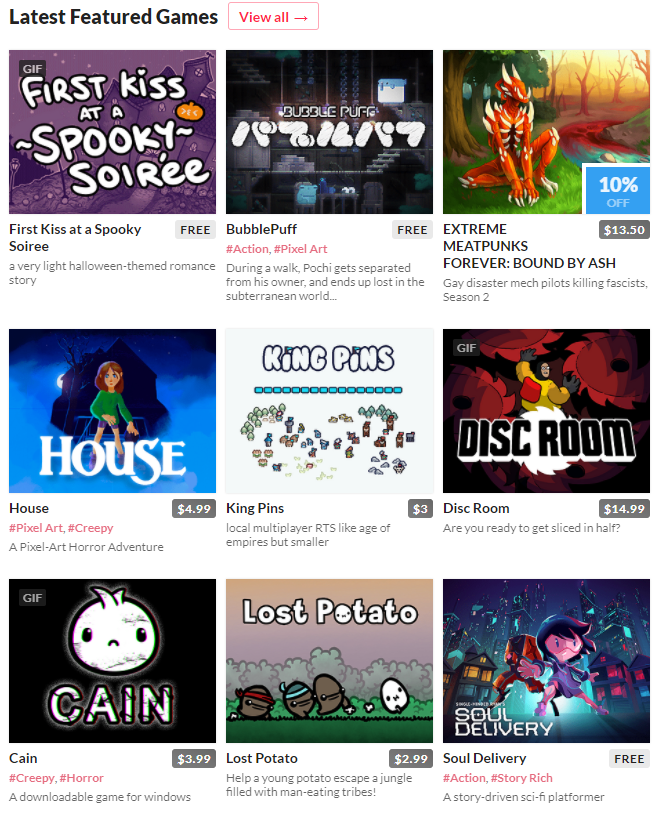 Latest Featured Games
View all →
GIF
FiRST KiSS
AT A
~SPOOKY~
SoiRée
10%
OFF
BUBBLE PUFF
バブルパフ
First Kiss at a Spooky
Soiree
FREE
a very light halloween-themed romance
story
BubblePuff
FREE
#Action, #Pixel Art
During a walk, Pochi gets separated
from his owner, and ends up lost in the
subterranean world...
EXTREME
MEATPUNKS
FOREVER: BOUND BY ASH
$13.50
Gay disaster mech pilots killing fascists,
Season 2
HOUSE
KiNG PiNS
GIF
DISC ROOM
House
$4.99
#Pixel Art, #Creepy
A Pixel-Art Horror Adventure
King Pins
$3
local multiplayer RTS like age of
empires but smaller
Disc Room
$14.99
Are you ready to get sliced in half?
GIF
CAIN
Lost Potato
SINGLE-MINDED RYAN'S
SOUL
DELIVERY
Cain
$3.99
#Creepy, #Horror
A downloadable game for windows
Lost Potato
$2.99
Help a young potato escape a jungle
filled with man-eating tribes!
Soul Delivery
FREE
#Action, #Story Rich
A story-driven sci-fi platformer